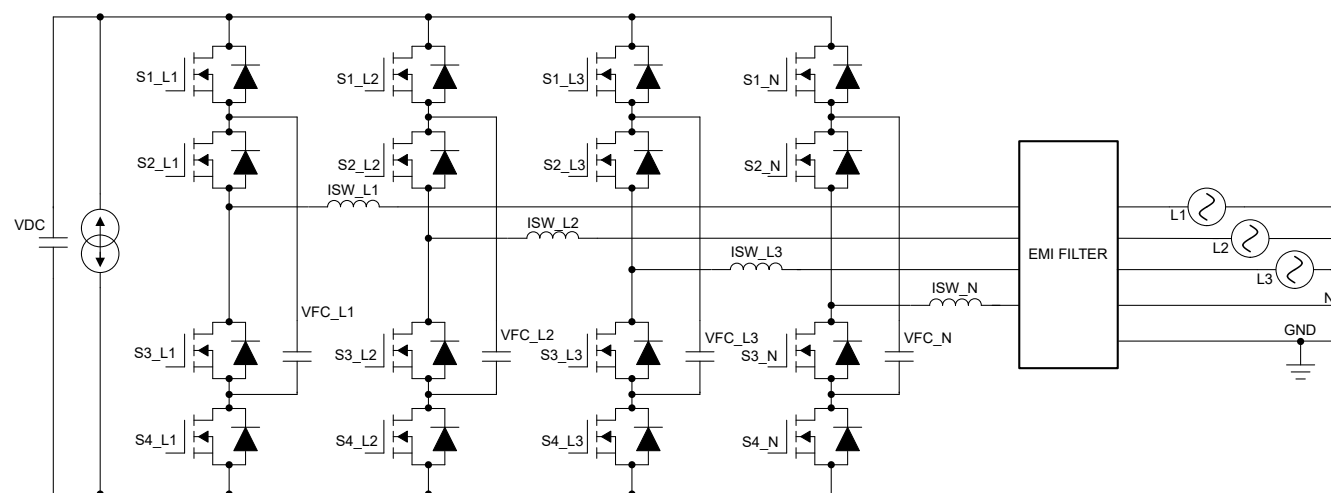 S1_L1
S1_L2
S1_L3
S1_N
S2_L1
S2_L2
S2_L3
S2_N
ISW_L1
L1
VDC
ISW_L2
L2
ISW_L3
EMI FILTER
L3
ISW_N
N
VFC_L1
VFC_L2
VFC_L3
VFC_N
GND
S3_L1
S3_L2
S3_L3
S3_N
S4_L1
S4_L2
S4_L3
S4_N